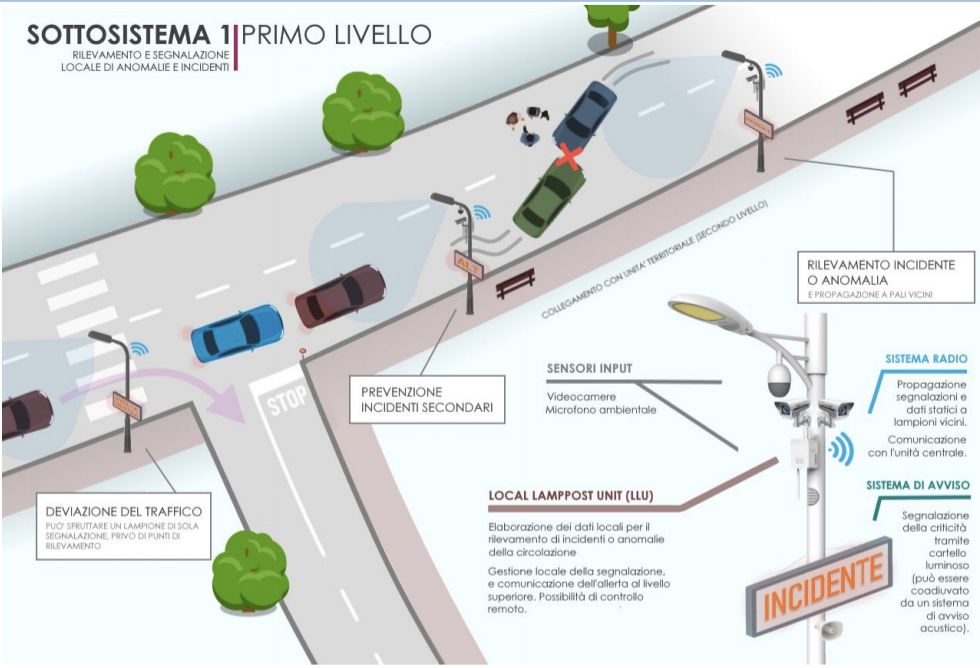 SOTTOSISTEMA 1 PRIMO LIVELLO
RILEVAMENTO E SEGNALAZIONE
LOCALE DI ANOMALIE E INCIDENTI
INCIDENTE
ALT
STOP
COLLEGAMENTO CON UNITA' TERRITORIALE (SECONDO LIVELLO)
RILEVAMENTO INCIDENTE
O ANOMALIA
E PROPAGAZIONE A PALI VICINI
PREVENZIONE
INCIDENTI SECONDARI
DEVIAZIONE DEL TRAFFICO
PUO' SFRUTTARE UN LAMPIONE DI SOLA
SEGNALAZIONE, PRIVO DI PUNTI DI
RILEVAMENTO
SENSORI INPUT
Videocamere
Microfono ambientale
LOCAL LAMPPOST UNIT (LLU)
Elaborazione dei dati locali per il
rilevamento di incidenti o anomalie
della circolazione
Gestione locale della segnalazione,
e comunicazione dell'allerta al livello
superiore. Possibilità di controllo
remoto.
SISTEMA RADIO
Propagazione
segnalazioni e
dati statici a
lampioni vicini.
Comunicazione
con l'unità centrale.
SISTEMA DI AVVISO
Segnalazione
della criticità
tramite
cartello
luminoso
(può essere
coadiuvato
da un sistema
di avviso
acustico).
INCIDENTE